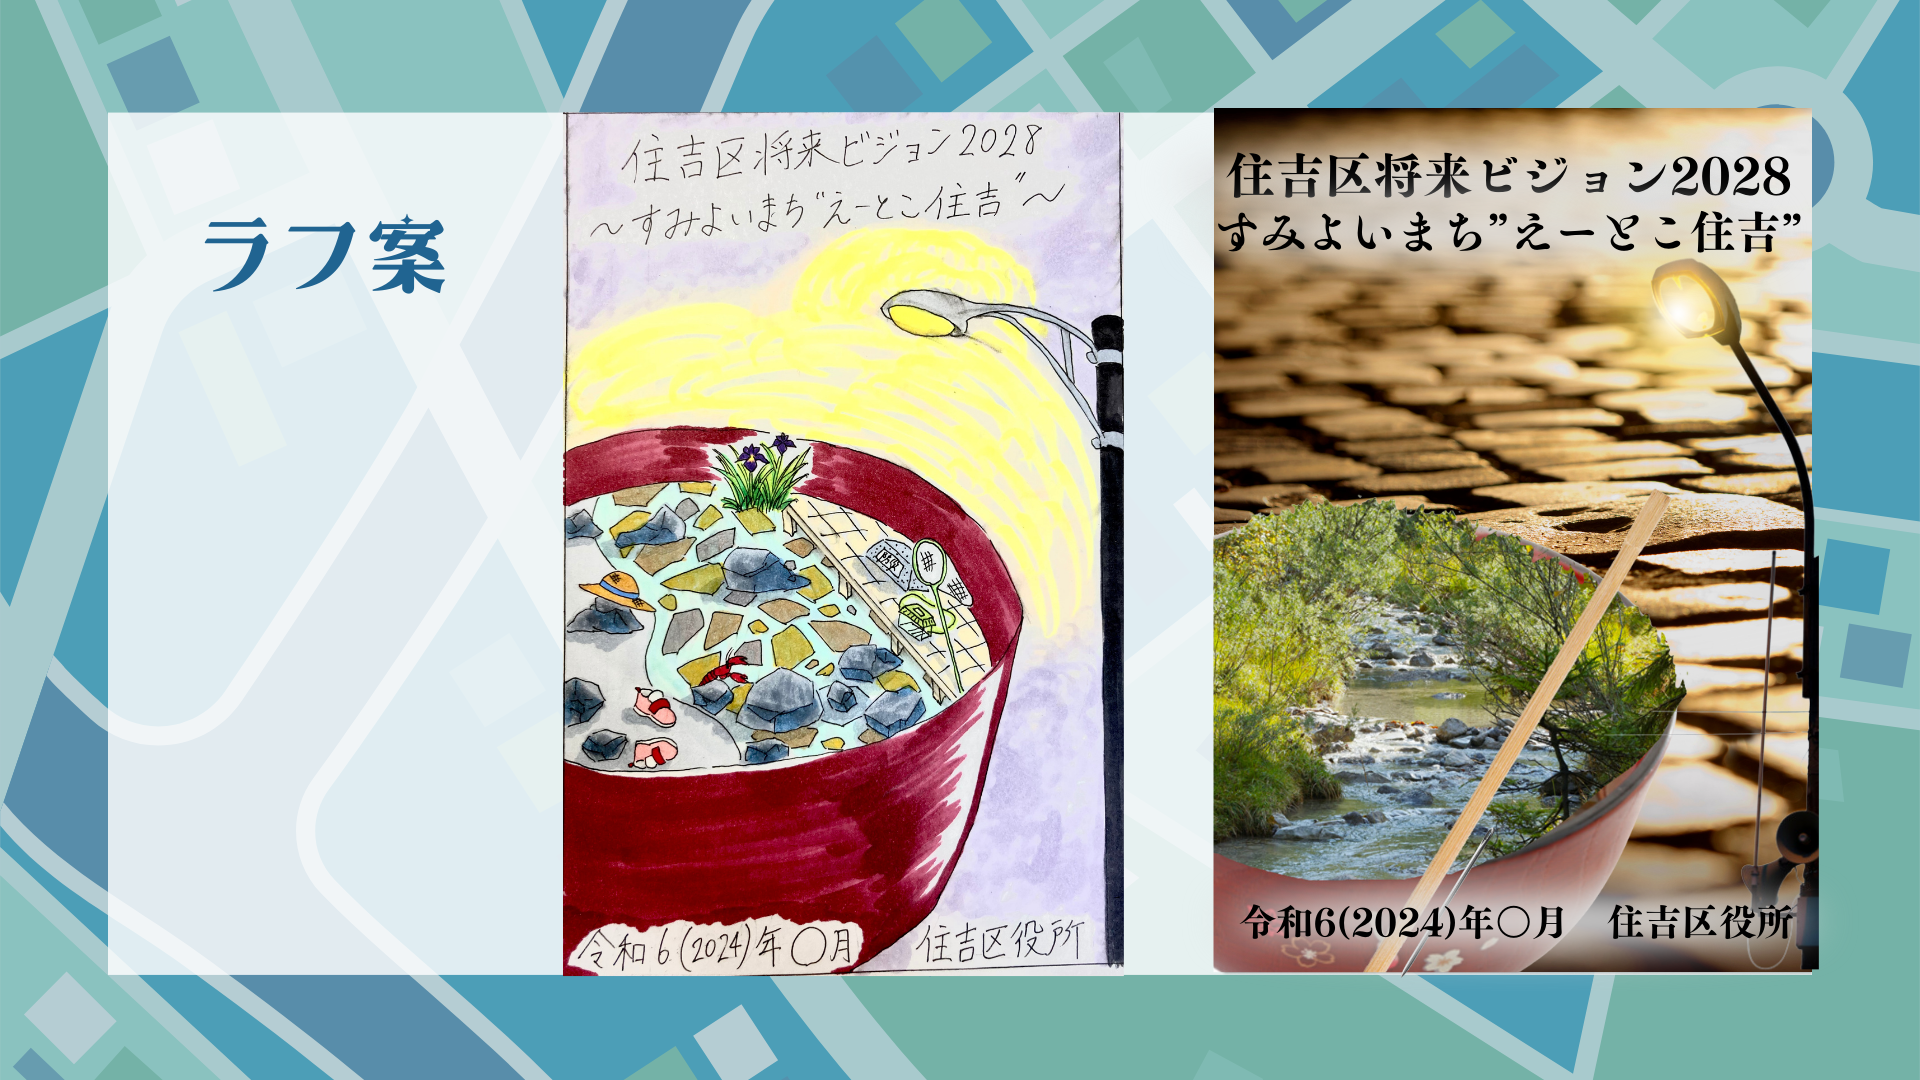 ラフ案
住吉区将来ビジョン2028
～すみよいまち“えーとこ住吉”～
令和6(2024)年〇月 住吉区役所
住吉区将来ビジョン2028
すみよいまち”えーとこ住吉”
令和6(2024)年〇月　住吉区役所